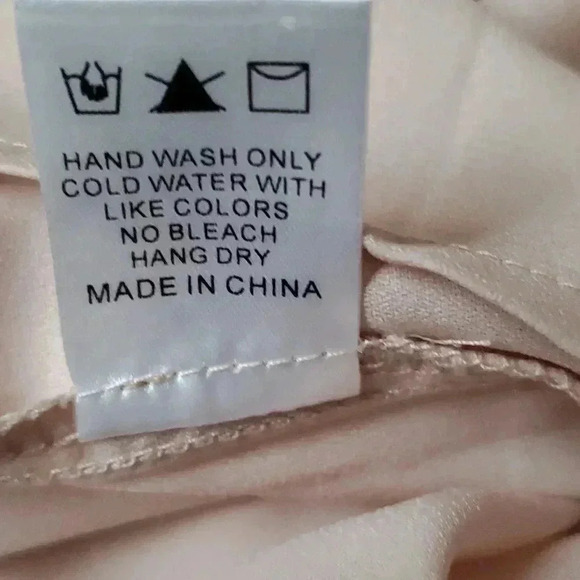 HAND WASH ONLY
COLD WATER WITH
LIKE COLORS
NO BLEACH
HANG DRY
MADE IN CHINA